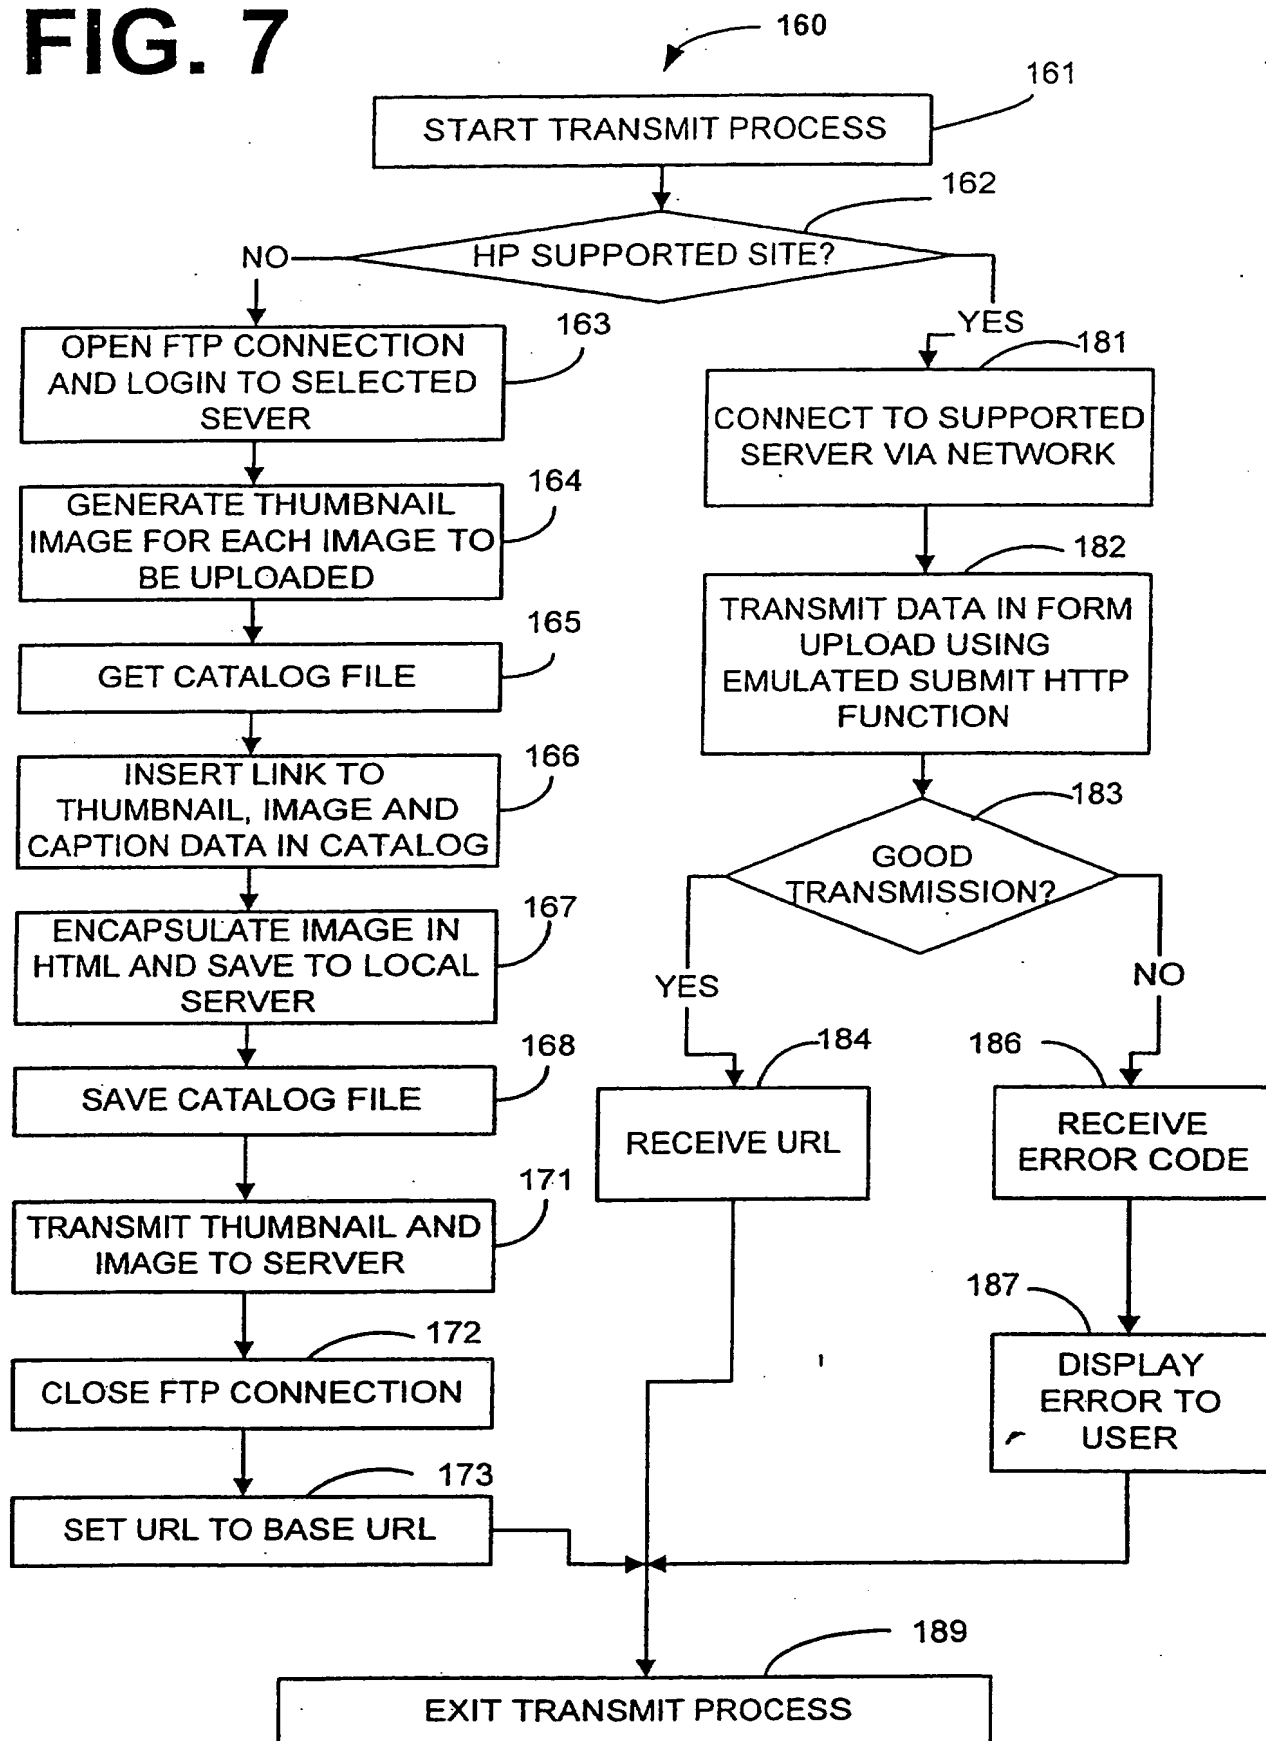 FIG. 7
160
161
START TRANSMIT PROCESS
162
HP SUPPORTED SITE?
NO
YES
163
OPEN FTP CONNECTION
AND LOGIN TO SELECTED
SEVER
164
GENERATE THUMBNAIL
IMAGE FOR EACH IMAGE TO
BE UPLOADED
165
GET CATALOG FILE
166
INSERT LINK TO
THUMBNAIL, IMAGE AND
CAPTION DATA IN CATALOG
167
ENCAPSULATE IMAGE IN
HTML AND SAVE TO LOCAL
SERVER
168
SAVE CATALOG FILE
171
TRANSMIT THUMBNAIL AND
IMAGE TO SERVER
172
CLOSE FTP CONNECTION
173
SET URL TO BASE URL
181
CONNECT TO SUPPORTED
SERVER VIA NETWORK
182
TRANSMIT DATA IN FORM
UPLOAD USING
EMULATED SUBMIT HTTP
FUNCTION
183
GOOD
TRANSMISSION?
YES
NO
184
RECEIVE URL
186
RECEIVE
ERROR CODE
187
DISPLAY
ERROR TO
USER
189
EXIT TRANSMIT PROCESS